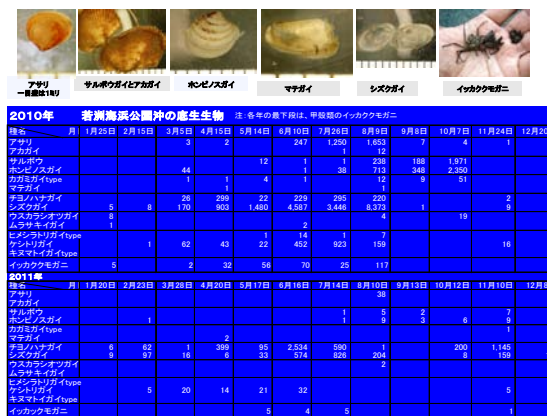 アサリ
一目盛は1ミリ
サルボウガイとアカガイ
ホンビノスガイ
マテガイ
シズクガイ
イッカククモガニ
2010年 若洲海浜公園沖の底生生物 注：各年の最下段は、甲殻類のイッカククモガニ
種名 月 1月25日 2月15日 3月5日 4月15日 5月14日 6月10日 7月26日 8月9日 9月8日 10月7日 11月24日 12月20
アサリ 3 2 247 1,250 1,653 7 4 1
アカガイ 1 12
サルボウ 12 1 1 238 188 1,971
ホンビノスガイ 44 1 38 713 348 2,350
カガミガイtype 1 1 4 1 12 9 51
マテガイ 1 1
チヨノハナガイ 26 299 22 229 295 220 2
シズクガイ 5 8 170 903 1,480 4,587 3,446 8,373 1 9
ウスカラシオツガイ 8 4 19
ムラサキイガイ 1 2
ヒメシラトリガイtype 1 14 1 7
ケシトリガイ 1 62 43 22 452 923 159 16
キヌマトイガイtype
イッカククモガニ 5 2 32 56 70 25 117
2011年
種名 月 1月20日 2月23日 3月28日 4月20日 5月17日 6月16日 7月14日 8月10日 9月13日 10月12日 11月10日 12月8
アサリ 38
アカガイ
サルボウ 1 5 2 7
ホンビノスガイ 1 1 9 3 6 9
カガミガイtype 1
マテガイ 2
チヨノハナガイ 6 62 1 399 95 2,534 590 1 200 1,145
シズクガイ 9 97 16 6 33 574 826 204 8 159
ウスカラシオツガイ 2
ムラサキイガイ
ヒメシラトリガイtype
ケシトリガイ 5 20 14 21 32 5
キヌマトイガイtype
イッカククモガニ 5 4 5 1